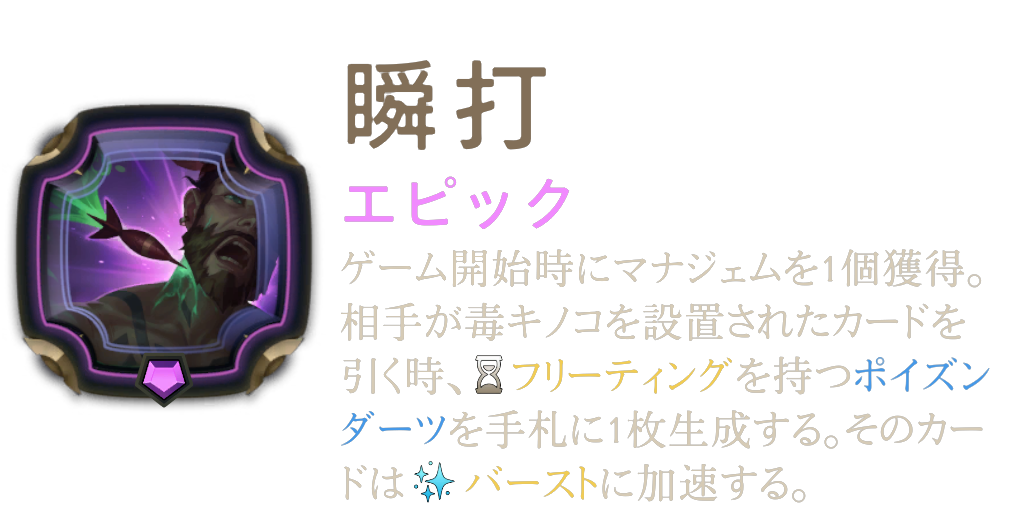 瞬打
エピック
ゲーム開始時にマナジェムを1個獲得。
相手が毒キノコを設置されたカードを
引く時、フリーティングを持つポイズン
ダーツを手札に1枚生成する。そのカー
ドはバーストに加速する。